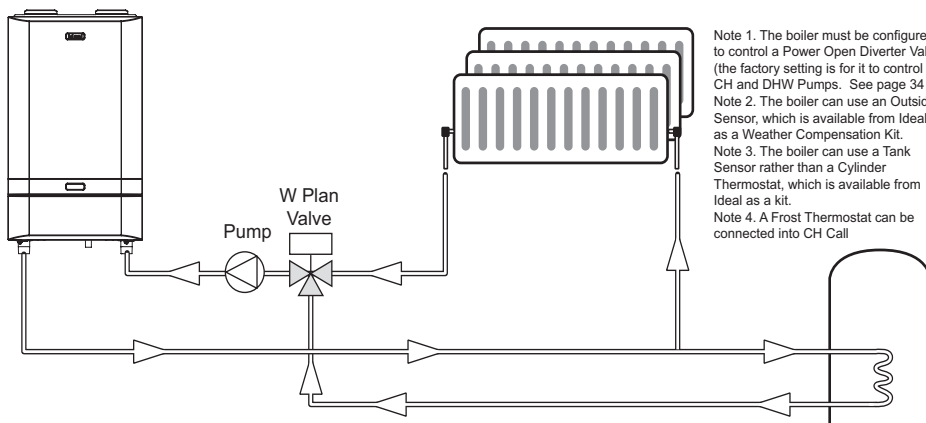 W Plan
Valve
Pump
Note 1. The boiler must be configure
to control a Power Open Diverter Val
(the factory setting is for it to control
CH and DHW Pumps. See page 34
Note 2. The boiler can use an Outsid
Sensor, which is available from Ideal
as a Weather Compensation Kit.
Note 3. The boiler can use a Tank
Sensor rather than a Cylinder
Thermostat, which is available from
Ideal as a kit.
Note 4. A Frost Thermostat can be
connected into CH Call